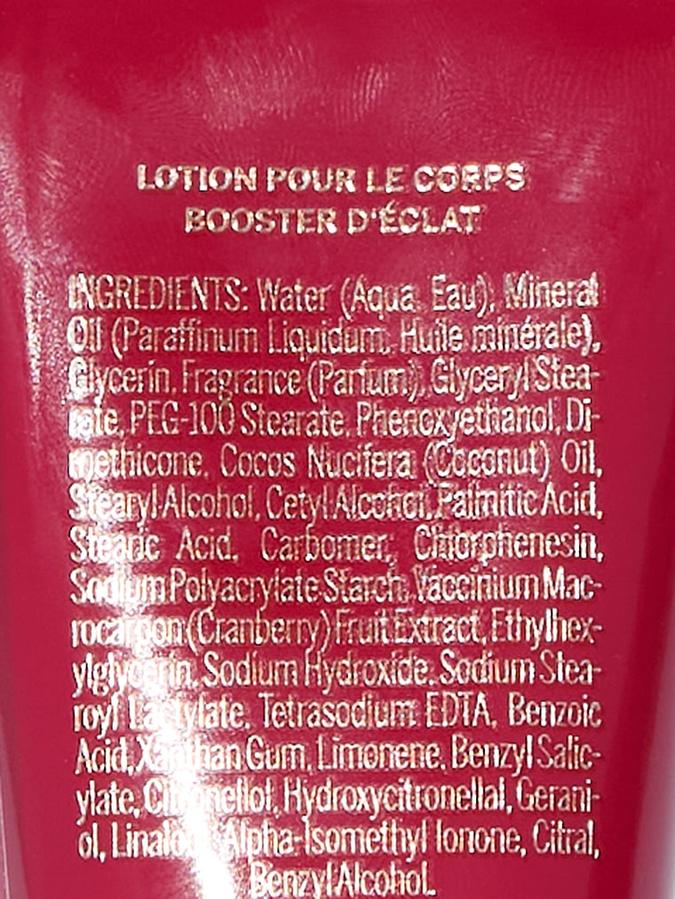 LOTION POUR LE CORPS
BOOSTER D'ÉCLAT
INGREDIENTS: Water (Aqua, Eau), Mineral
Oil (Paraffinum Liquidum, Huile minérale),
Glycerin, Fragrance (Parfum), Glyceryl Stea-
rate, PEG-100 Stearate, Phenoxyethanol, Di-
methicone, Cocos Nucifera (Coconut) Oil,
Stearyl Alcohol, Cetyl Alcohol, Palmitic Acid,
Stearic Acid, Carbomer, Chlorphenesin,
Sodium Polyacrylate Starch, Vaccinium Mac-
rocarpon (Cranberry) Fruit Extract, Ethylhex-
ylglycerin, Sodium Hydroxide, Sodium Stea-
royl Lactylate, Tetrasodium EDTA, Benzoic
Acid, Xanthan Gum, Limonene, Benzyl Salic-
ylate, Citronellol, Hydroxycitronellal, Gerani-
ol, Linalool, Alpha-Isomethyl Ionone, Citral,
Benzyl Alcohol.